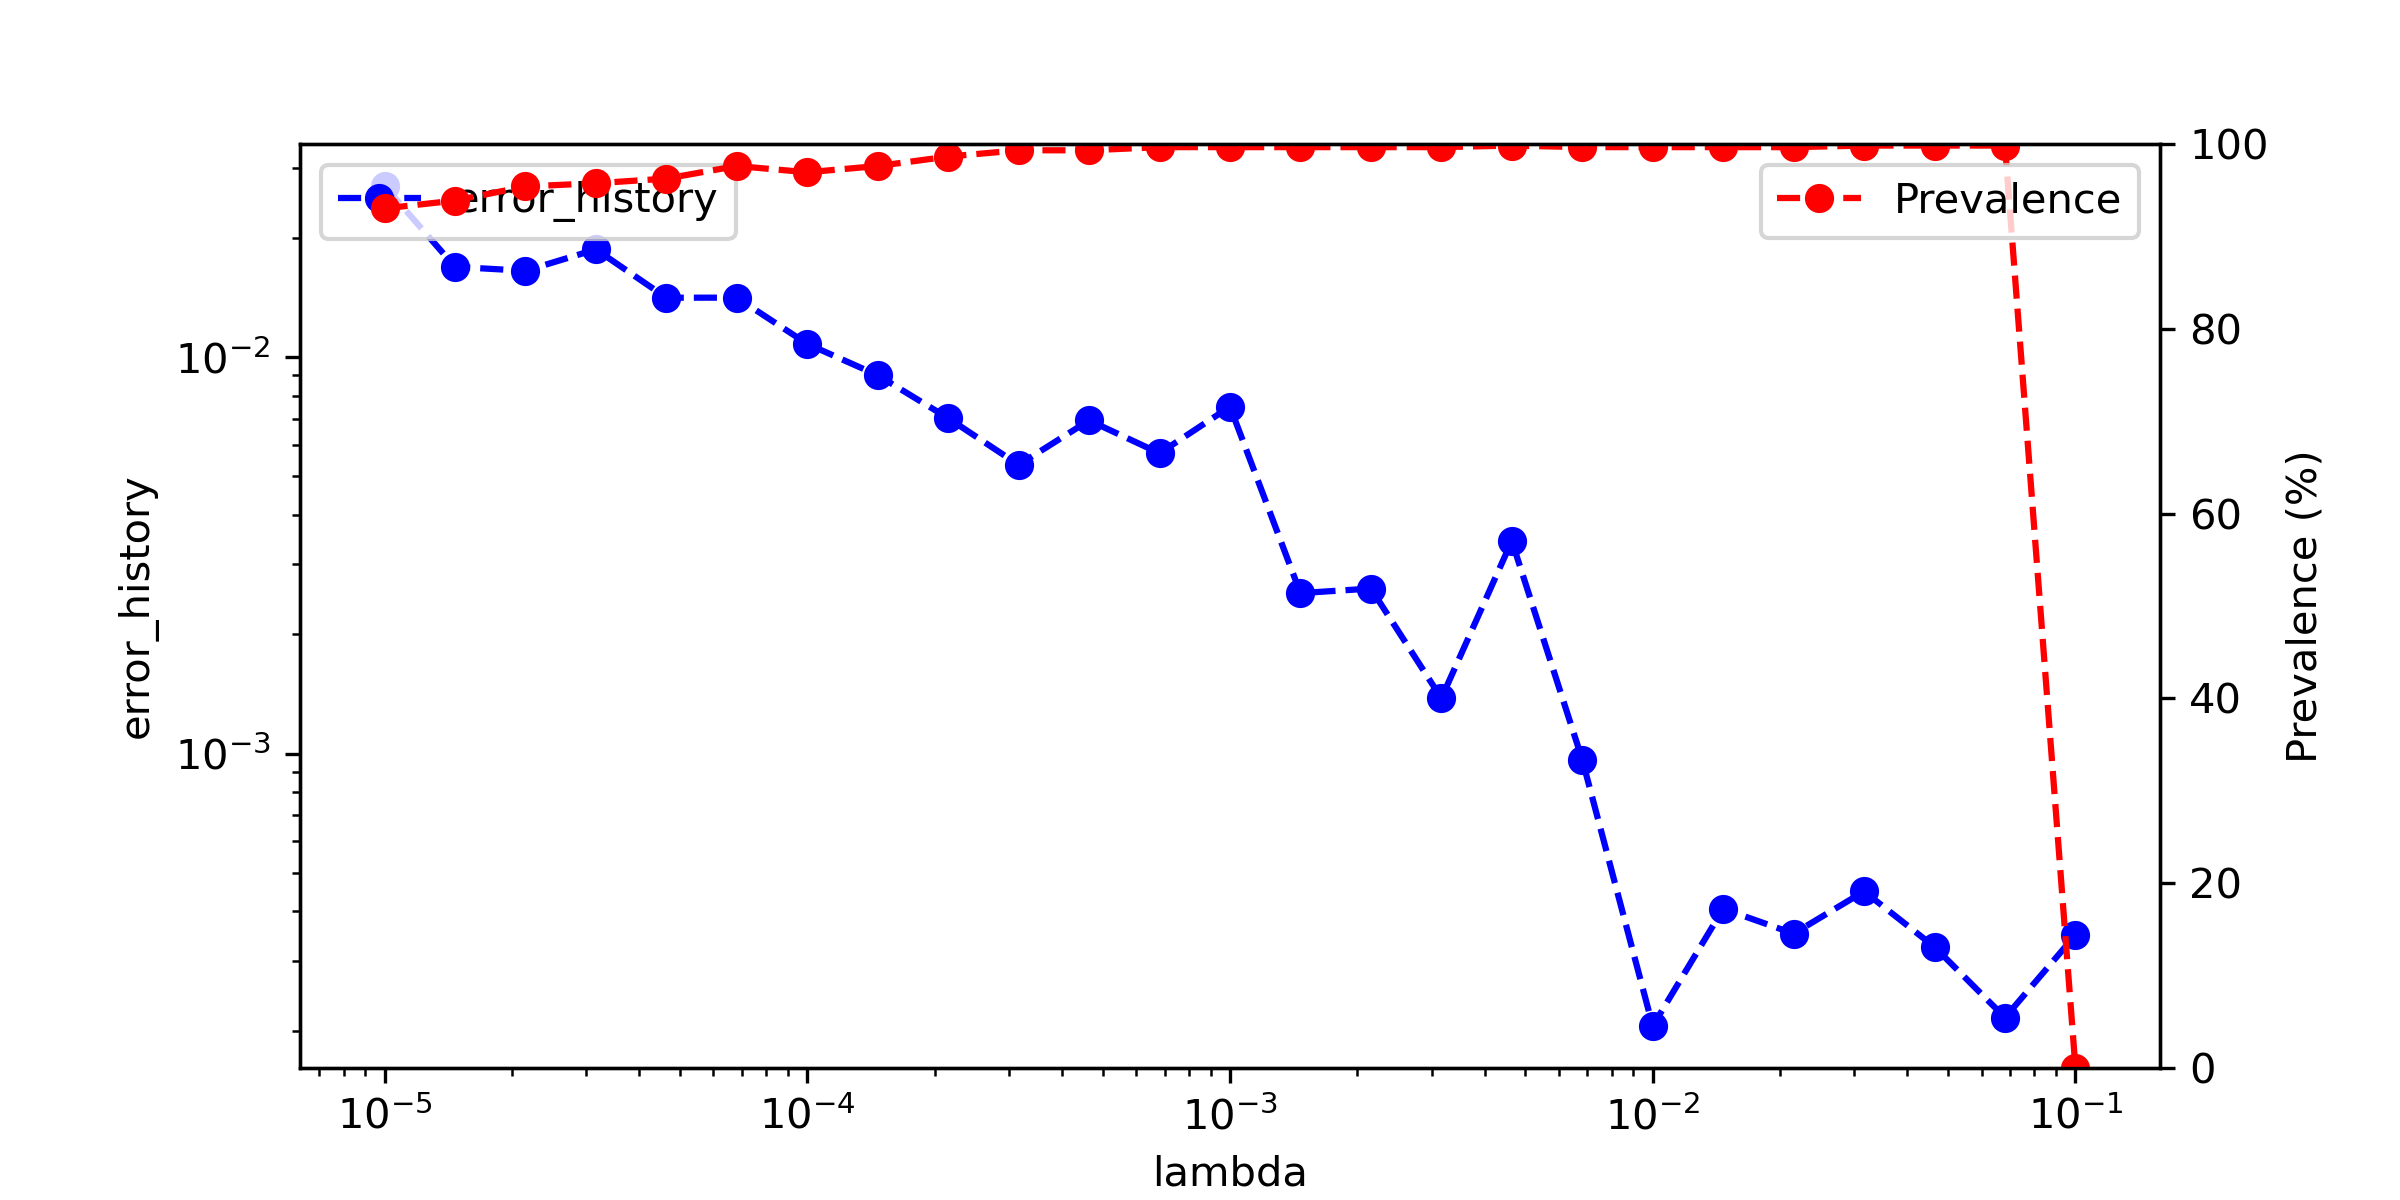 error_history
Prevalence
error_history
10⁻²
10⁻³
100
80
60
40
20
0
Prevalence (%)
10⁻⁵
10⁻⁴
10⁻³
10⁻²
10⁻¹
lambda